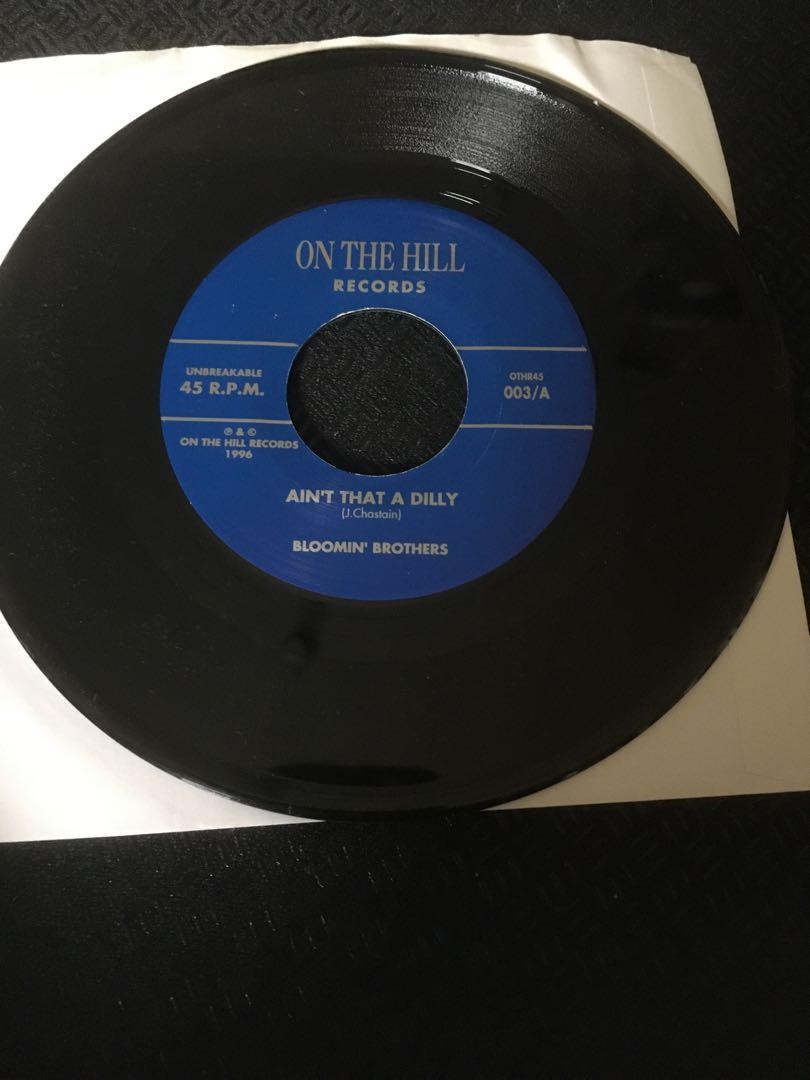 ON THE HILL
RECORDS
UNBREAKABLE
45 R.P.M.
OTHR45
003/A
℗ & ©
ON THE HILL RECORDS
1996
AIN'T THAT A DILLY
(J.Chastain)
BLOOMIN' BROTHERS